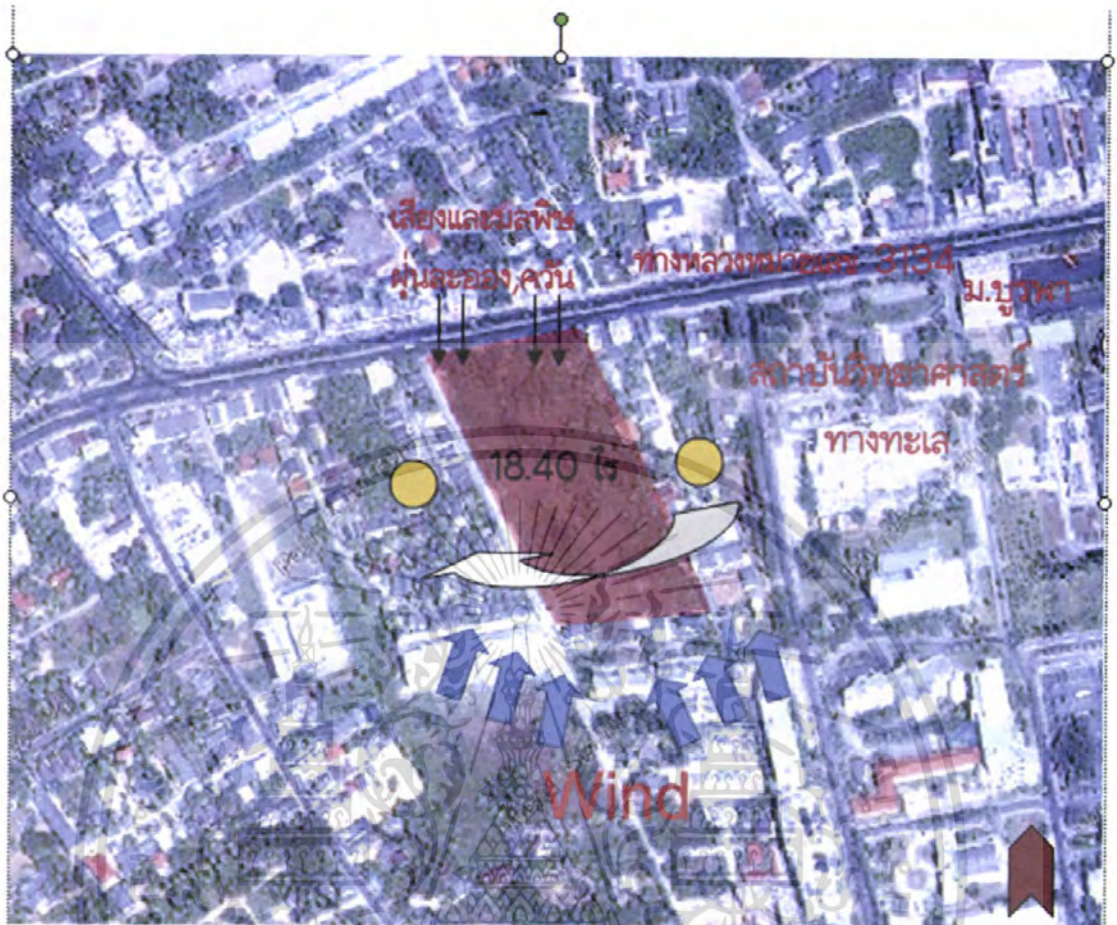 เสียงและมลพิษ
ฝุ่นละออง,ควัน
ทางหลวงหมายเลข 3134
ม.บูรพา
สถาบันวิทยาศาสตร์
ทางทะเล
18.40 ไร่
Wind